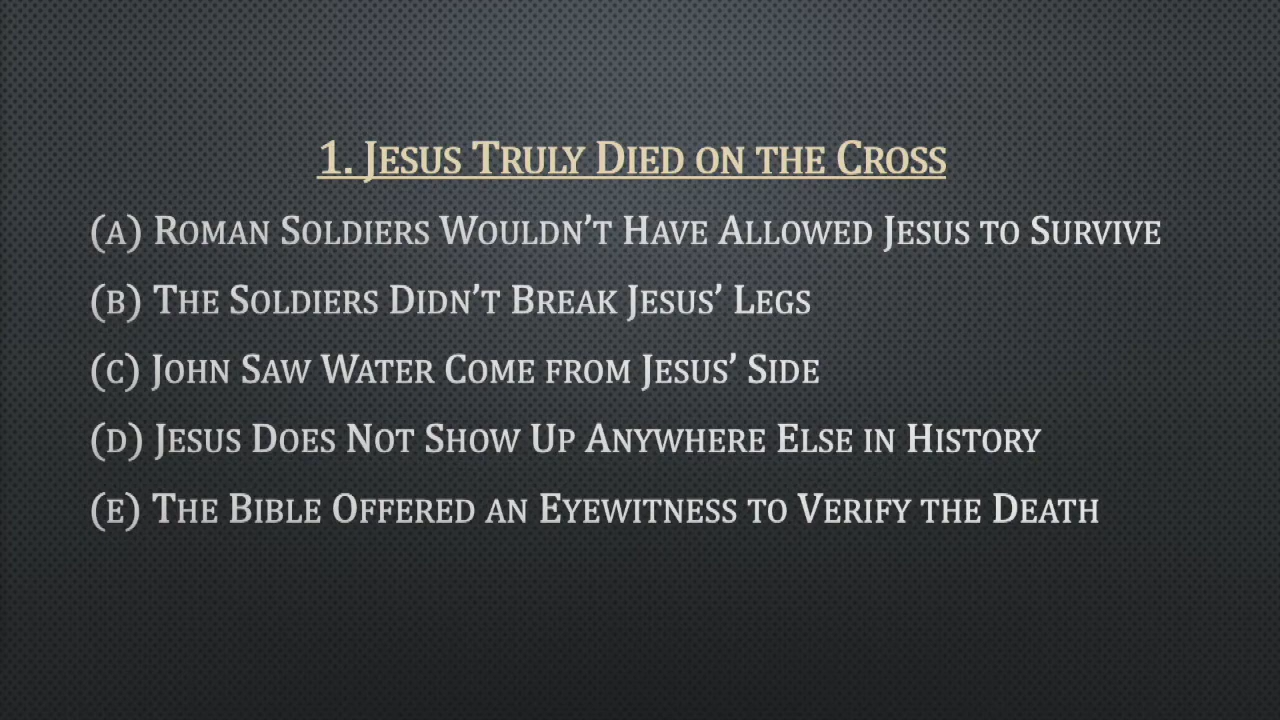 1. Jesus Truly Died on the Cross
(a) Roman Soldiers Wouldn’t Have Allowed Jesus to Survive
(b) The Soldiers Didn’t Break Jesus’ Legs
(c) John Saw Water Come from Jesus’ Side
(d) Jesus Does Not Show Up Anywhere Else in History
(e) The Bible Offered an Eyewitness to Verify the Death